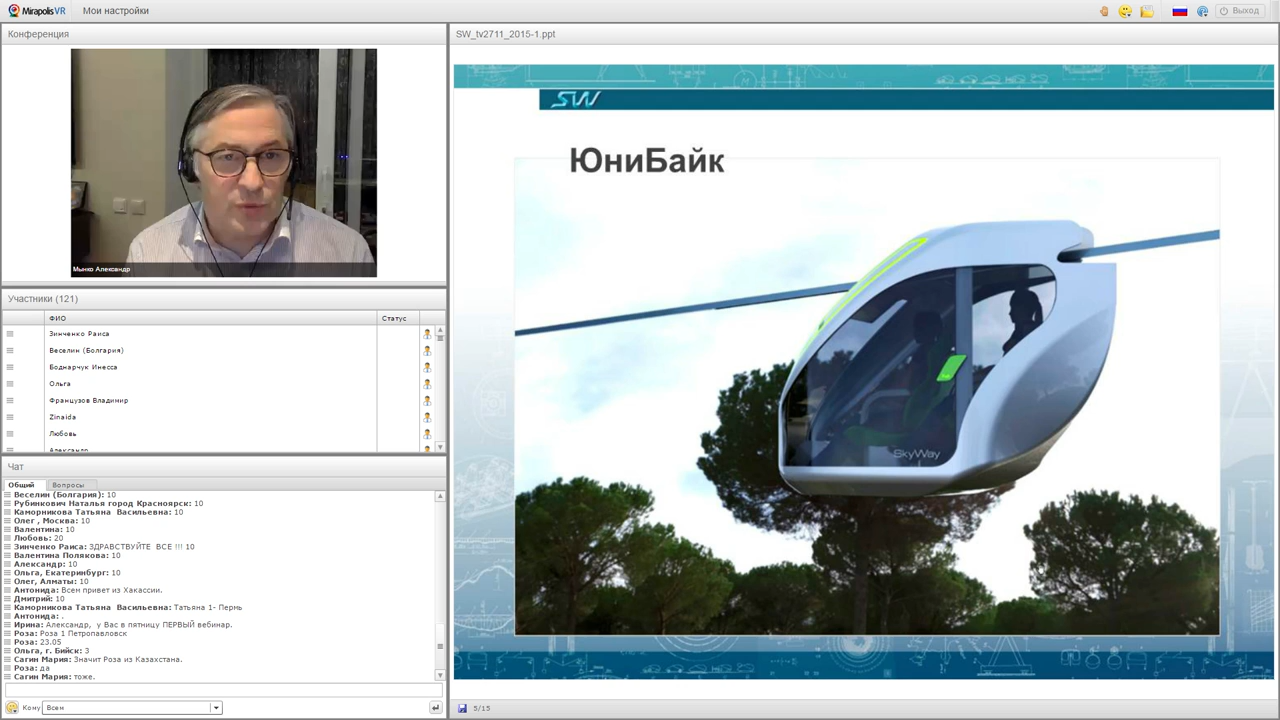 Mirapolis VR
Мои настройки
Выход
Конференция
Мынко Александр
Участники (121)
ФИО
Статус
Зинченко Раиса
Веселин (Болгария)
Боднарчук Инесса
Ольга
Французов Владимир
Zinaida
Любовь
Александр
Чат
Общий
Вопросы
Веселин (Болгария): 10
Рубинкович Наталья город Красноярск: 10
Каморникова Татьяна Васильевна: 10
Олег , Москва: 10
Валентина: 10
Любовь: 20
Зинченко Раиса: ЗДРАВСТВУЙТЕ ВСЕ !!! 10
Валентина Полякова: 10
Александр: 10
Ольга, Екатеринбург: 10
Олег, Алматы: 10
Антонида: Всем привет из Хакассии.
Дмитрий: 10
Каморникова Татьяна Васильевна: Татьяна 1- Пермь
Антонида: .
Ирина: Александр, у Вас в пятницу ПЕРВЫЙ вебинар.
Роза: Роза 1 Петропавловск
Роза: 23.05
Ольга, г. Бийск: 3
Сагин Мария: Значит Роза из Казахстана.
Роза: да
Сагин Мария: тоже.
Кому
Всем
SW_tv2711_2015-1.ppt
SW
ЮниБайк
SkyWay
5/15